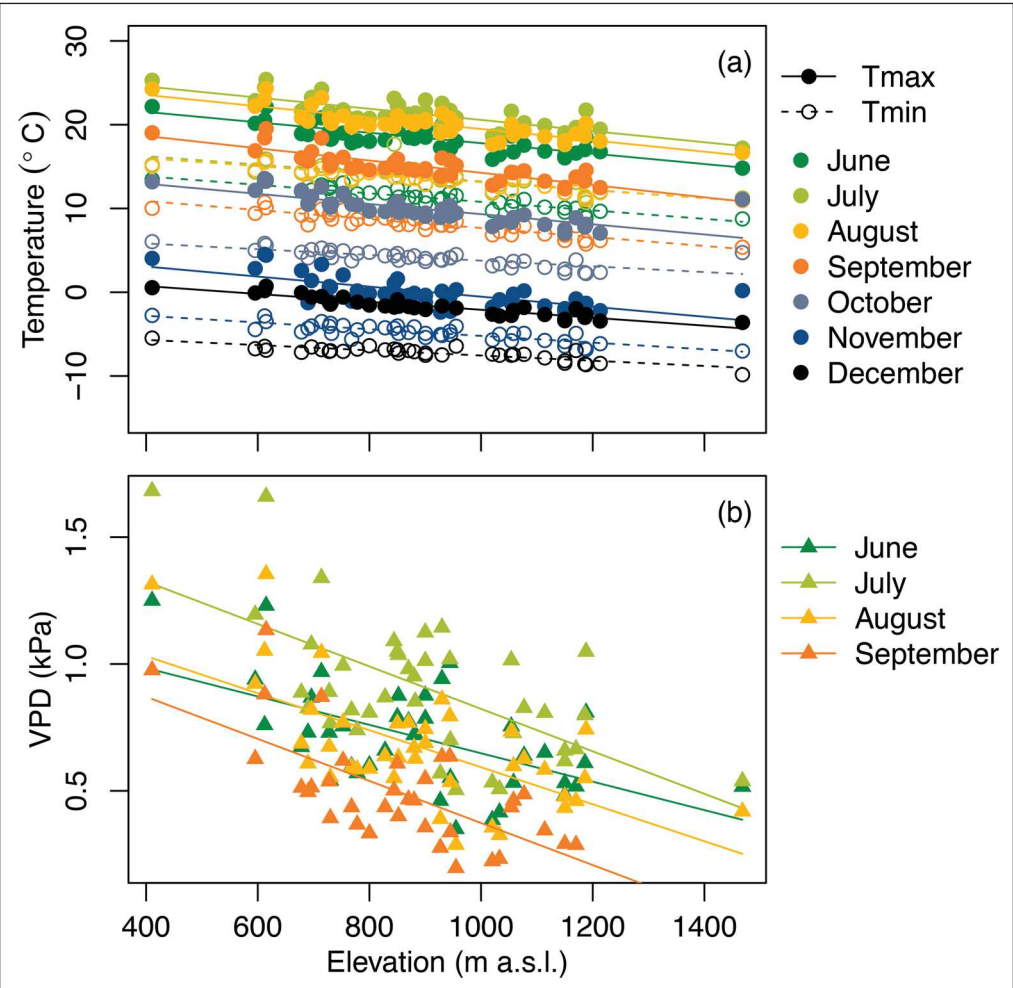 (a)
30
20
10
0
−10
Temperature (° C)
Tmax
Tmin
June
July
August
September
October
November
December
(b)
1.5
1.0
0.5
VPD (kPa)
June
July
August
September
400 600 800 1000 1200 1400
Elevation (m a.s.l.)